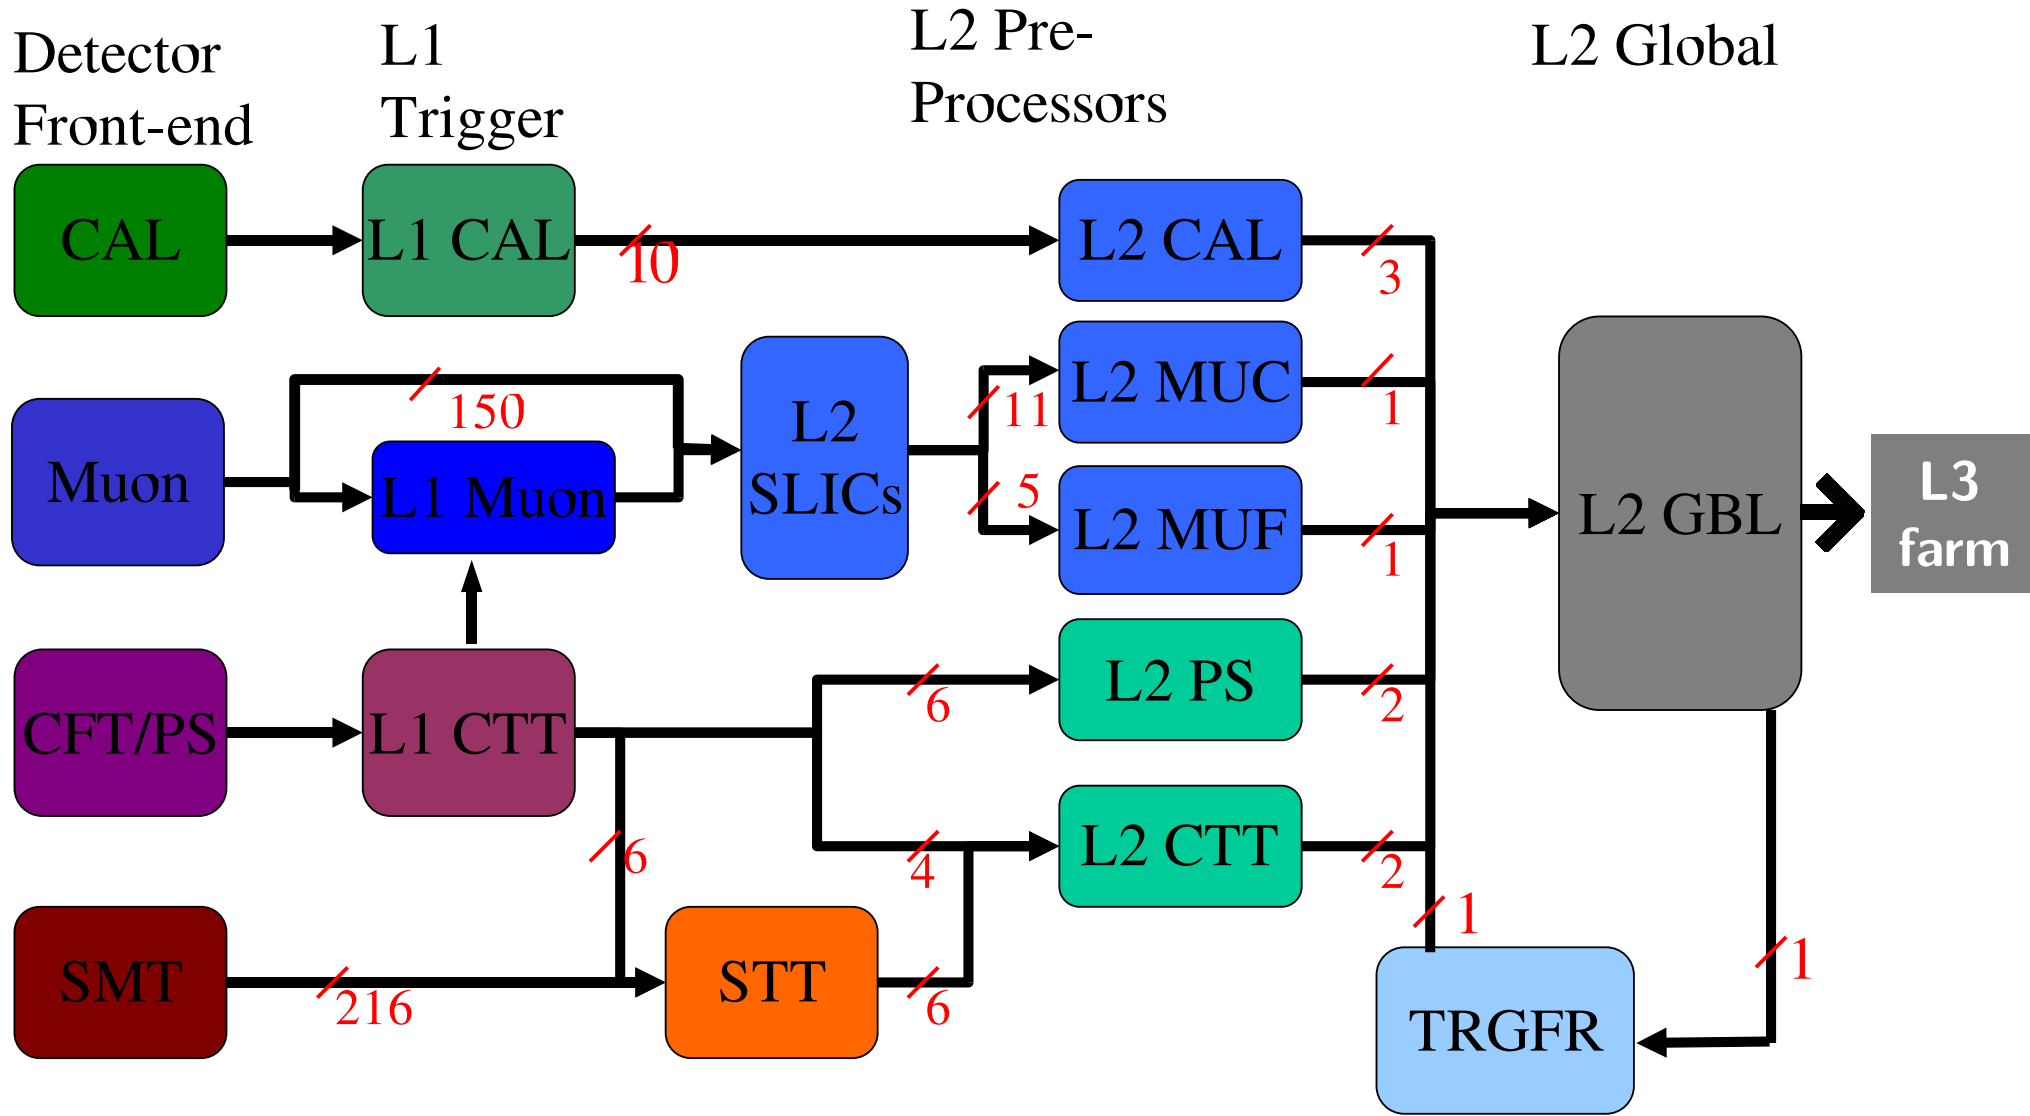 Detector
Front-end
L1
Trigger
L2 Pre-
Processors
L2 Global
CAL
L1 CAL
10
L2 CAL
3
Muon
150
L1 Muon
L2
SLICs
11
5
L2 MUC
1
L2 MUF
1
L2 GBL
L3
farm
CFT/PS
L1 CTT
6
L2 PS
2
6
4
L2 CTT
2
SMT
216
STT
6
1
TRGFR
1